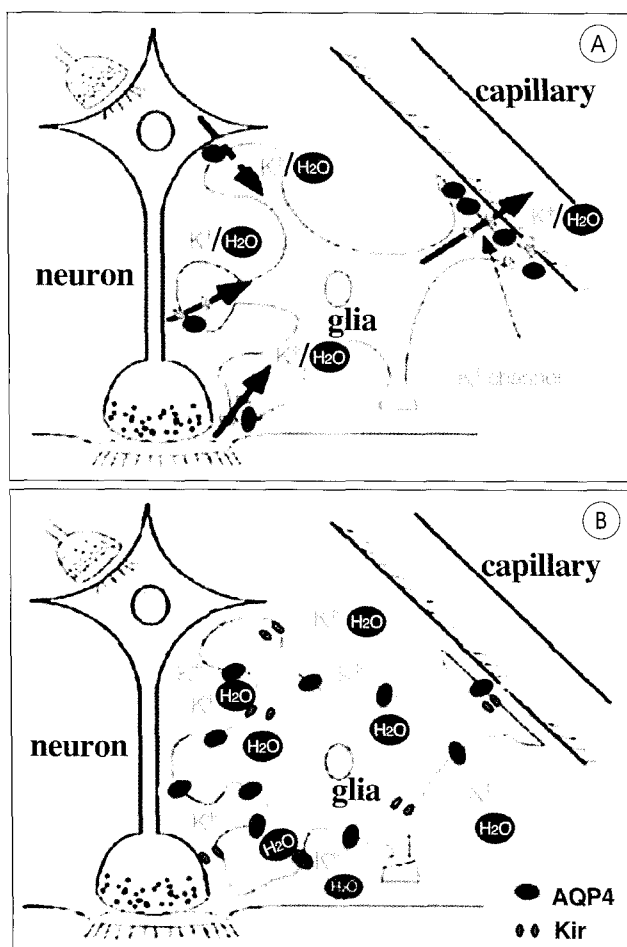 A
capillary
K+/H2O
K+/H2O
K+/H2O
neuron
glia
K+/H2O
K+ channel
B
capillary
K+ H2O
K+
K+
K+ H2O
H2O
H2O
neuron
glia
K+
K+
H2O
H2O
K+
H2O
AQP4
Kir